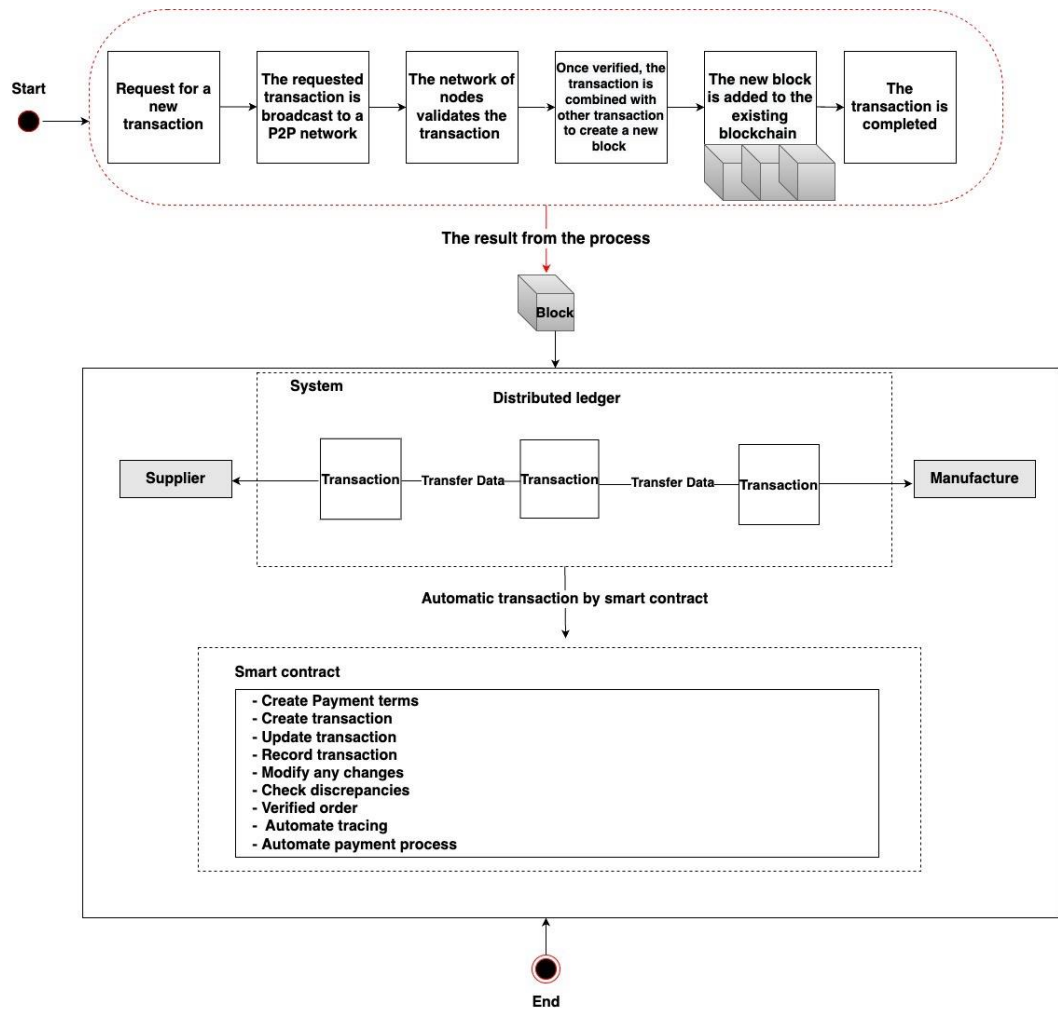 Start
Request for a
new
transaction
The requested
transaction is
broadcast to a
P2P network
The network of
nodes
validates the
transaction
Once verified, the
transaction is
combined with
other transaction
to create a new
block
The new block
is added to the
existing
blockchain
The
transaction is
completed
The result from the process
Block
System
Distributed ledger
Supplier
Transaction
Transfer Data
Transaction
Transfer Data
Transaction
Manufacture
Automatic transaction by smart contract
Smart contract
- Create Payment terms
- Create transaction
- Update transaction
- Record transaction
- Modify any changes
- Check discrepancies
- Verified order
- Automate tracing
- Automate payment process
End